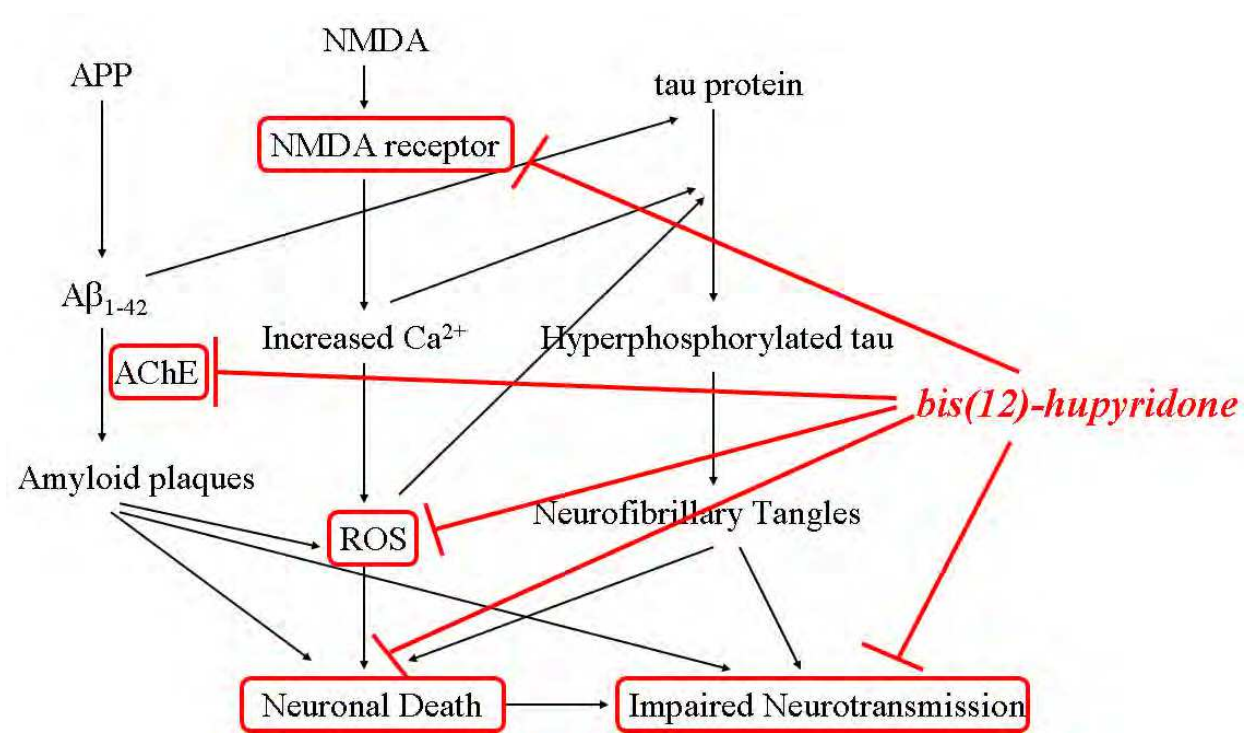 NMDA
APP
tau protein
NMDA receptor
Aβ1-42
Increased Ca2+
Hyperphosphorylated tau
AChE
bis(12)-hupyridone
Amyloid plaques
Neurofibrillary Tangles
ROS
Neuronal Death
Impaired Neurotransmission